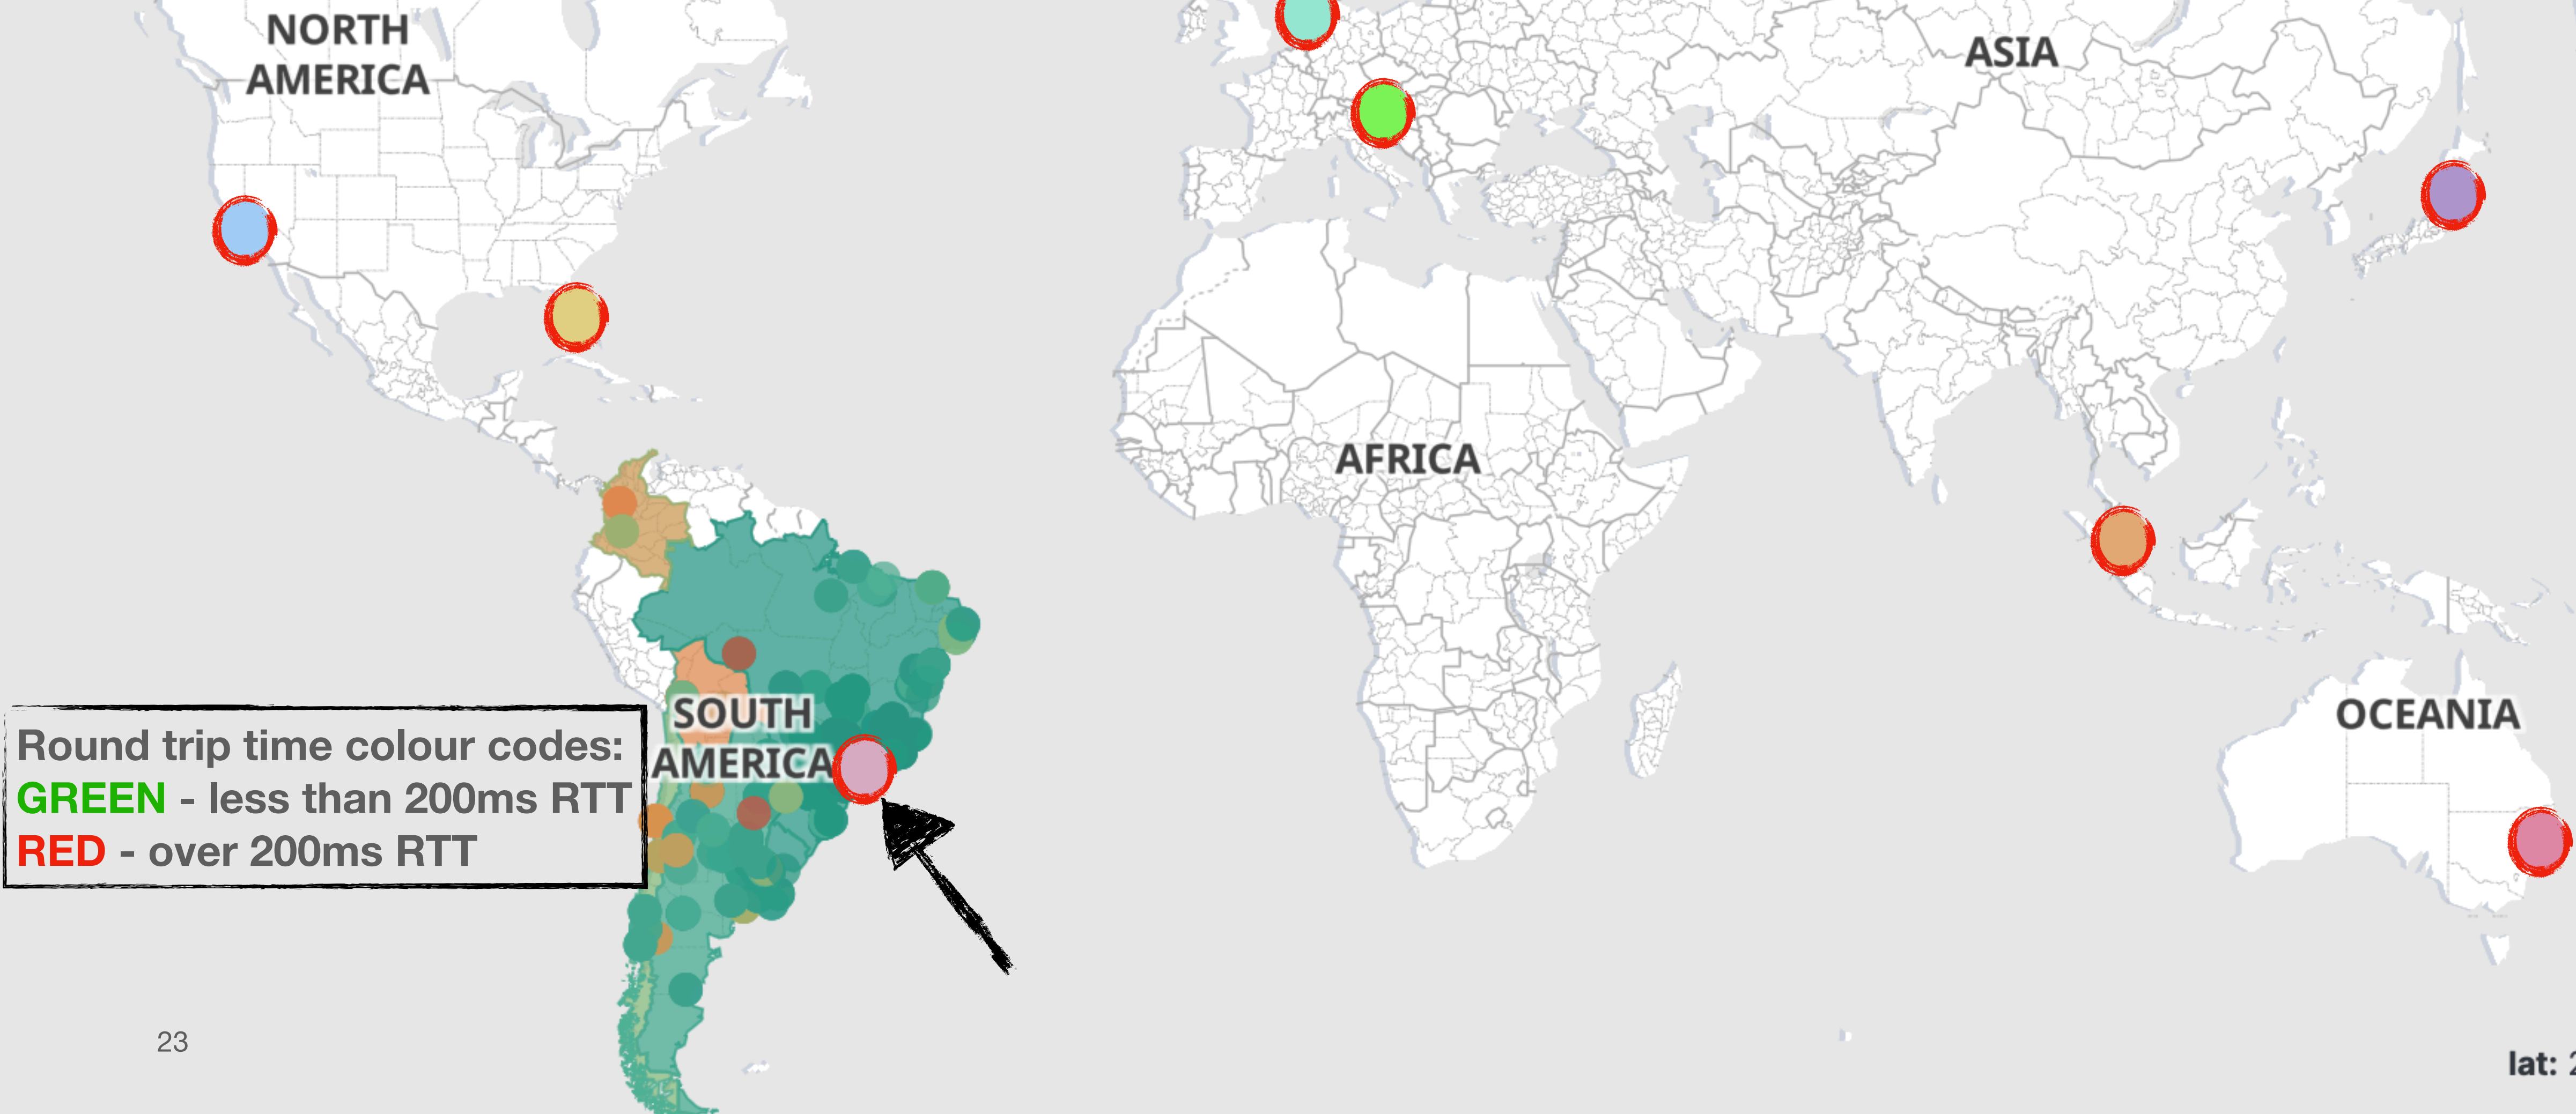 NORTH
AMERICA
ASIA
AFRICA
SOUTH
AMERICA
OCEANIA
Round trip time colour codes:
GREEN - less than 200ms RTT
RED - over 200ms RTT
23
lat: 2